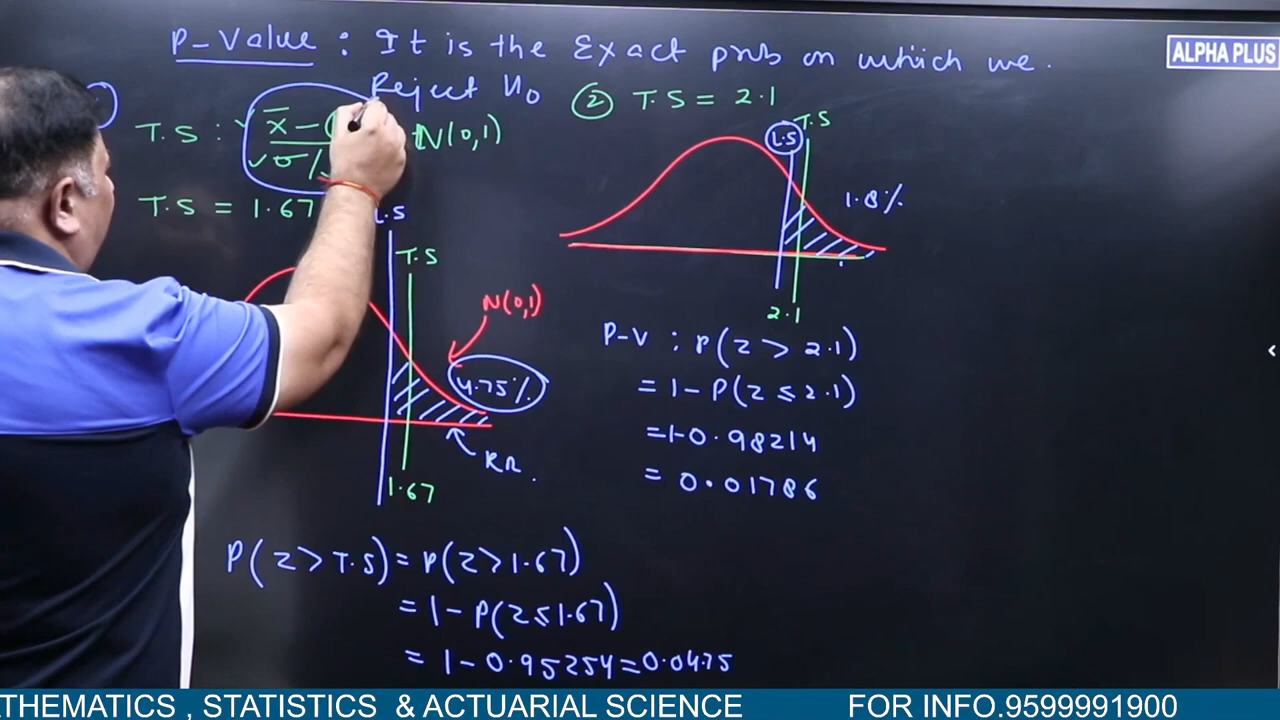 P-Value : It is the Exact prob on which we.
Reject H0
ALPHA PLUS
T.S : x̄ - N(0,1)
σ/
T.S = 1.67
L.S
T.S
N(0,1)
4.75%
RR.
1.67
P(Z > T.S) = P(Z > 1.67)
= 1 - P(Z ≤ 1.67)
= 1 - 0.95254 = 0.0475
② T.S = 2.1
L.S T.S
1.8%
2.1
P-V : P(Z > 2.1)
= 1 - P(Z ≤ 2.1)
= 1-0.98214
= 0.01786
THEMATICS , STATISTICS & ACTUARIAL SCIENCE FOR INFO.9599991900